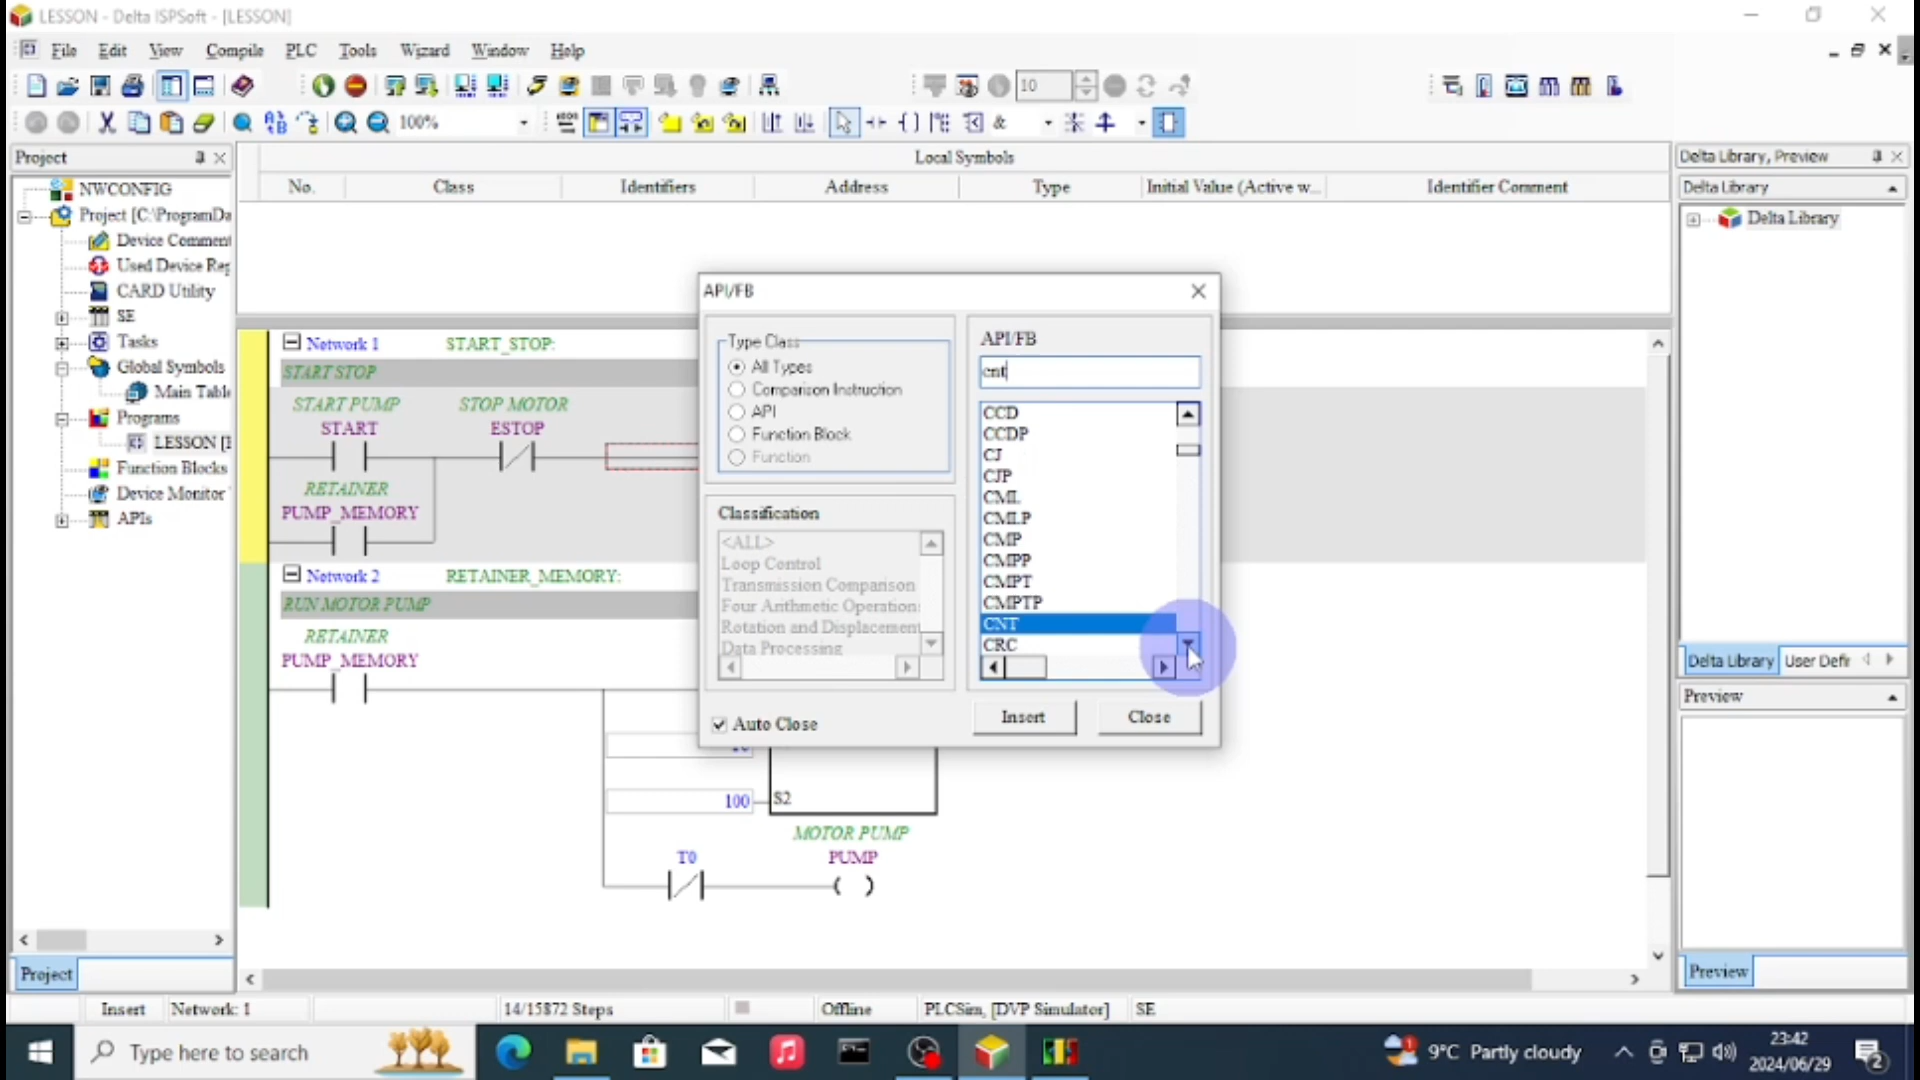 LESSON - Delta ISPSoft - [LESSON]
File Edit View Compile PLC Tools Wizard Window Help
10
100%
Project
Local Symbols
Delta Library, Preview
No. Class Identifiers Address Type Initial Value (Active w... Identifier Comment
Delta Library
NWCONFIG
Project [C:\ProgramDa
Device Comment
Used Device Rep
CARD Utility
SE
Tasks
Global Symbols
Main Tabl
Programs
LESSON [
Function Blocks
Device Monitor
APIs
Project
Network 1 START_STOP:
START STOP
START PUMP STOP MOTOR
START ESTOP
RETAINER
PUMP_MEMORY
Network 2 RETAINER_MEMORY:
RUN MOTOR PUMP
RETAINER
PUMP_MEMORY
100 S2
MOTOR PUMP
T0 PUMP
API/FB
Type Class
All Types
Comparison Instruction
API
Function Block
Function
Classification
<ALL>
Loop Control
Transmission Comparison
Four Arithmetic Operation
Rotation and Displacement
Data Processing
Auto Close
API/FB
cnt
CCD
CCDP
CJ
CJP
CML
CMLP
CMP
CMPP
CMPT
CMPTP
CNT
CRC
Insert Close
Delta Library
Delta Library User Defi
Preview
Preview
Insert Network: 1 14/15872 Steps Offline PLCSim, [DVP Simulator] SE
Type here to search
9°C Partly cloudy
23:42
2024/06/29
2